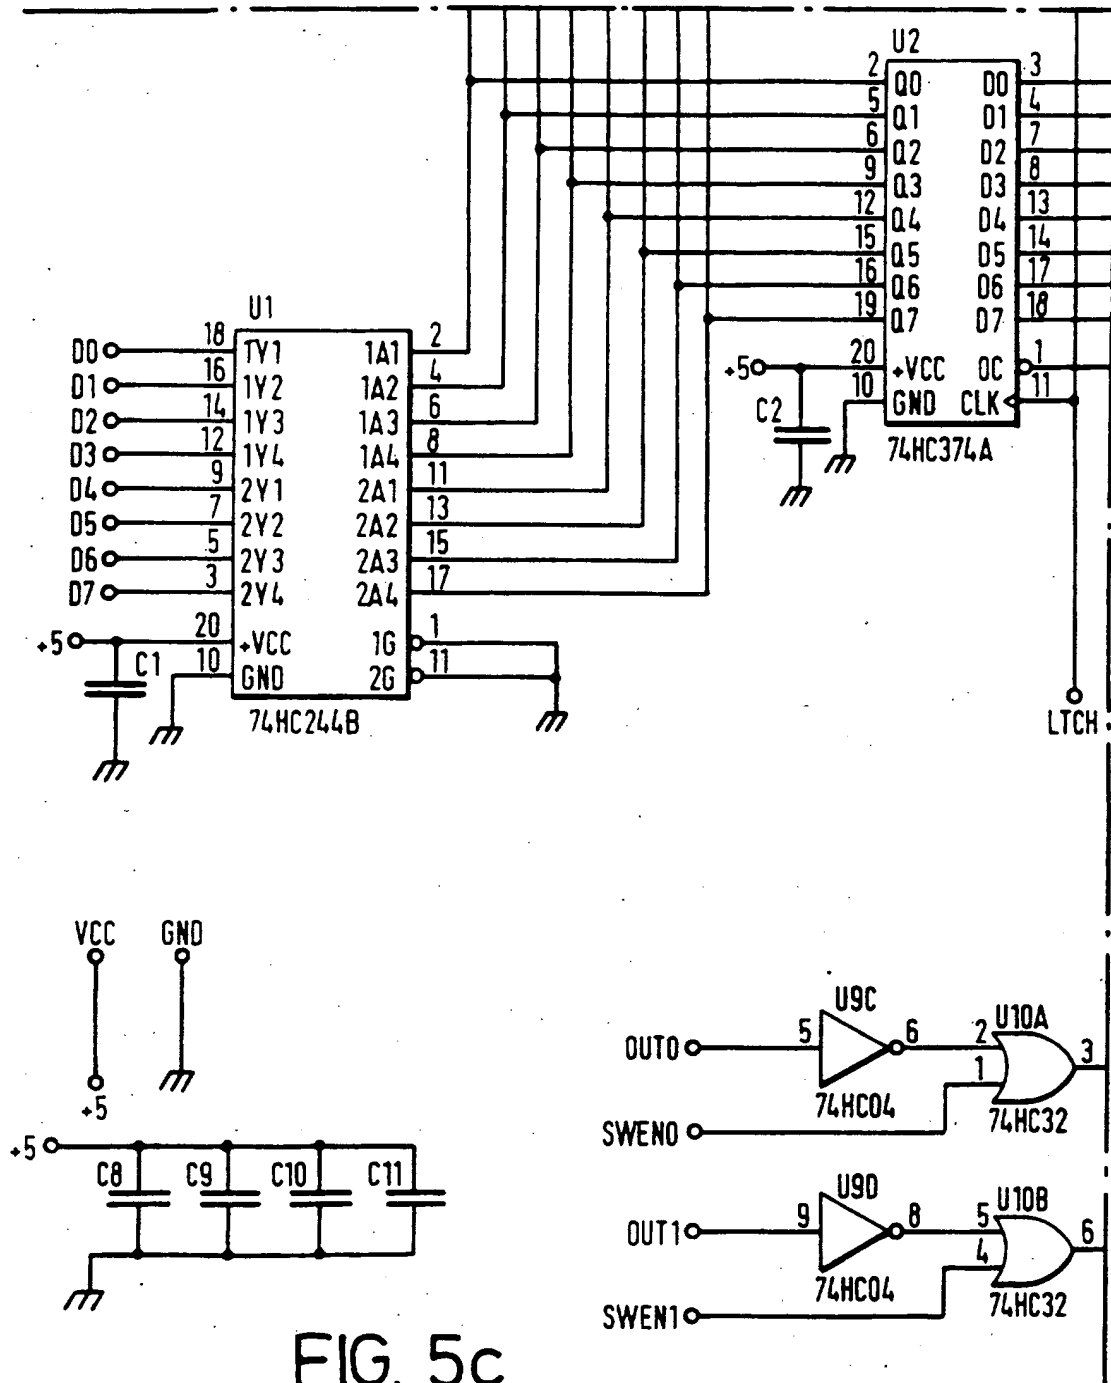 U2
2 Q0 D0 3
5 Q1 D1 4
6 Q2 D2 7
9 Q3 D3 8
12 Q4 D4 13
15 Q5 D5 14
16 Q6 D6 17
19 Q7 D7 18
+5 20 +VCC OC 1
10 GND CLK 11
C2
74HC374A
U1
D0 18 1Y1 1A1 2
D1 16 1Y2 1A2 4
D2 14 1Y3 1A3 6
D3 12 1Y4 1A4 8
D4 9 2Y1 2A1 11
D5 7 2Y2 2A2 13
D6 5 2Y3 2A3 15
D7 3 2Y4 2A4 17
+5 20 +VCC 1G 1
C1 10 GND 2G 11
74HC244B
LTCH
VCC GND
+5
+5
C8 C9 C10 C11
U9C
U10A
OUT0 5 6 2 3
1
74HC04
74HC32
SWEN0
U9D
U10B
OUT1 9 8 5 6
4
74HC04
74HC32
SWEN1
FIG. 5c